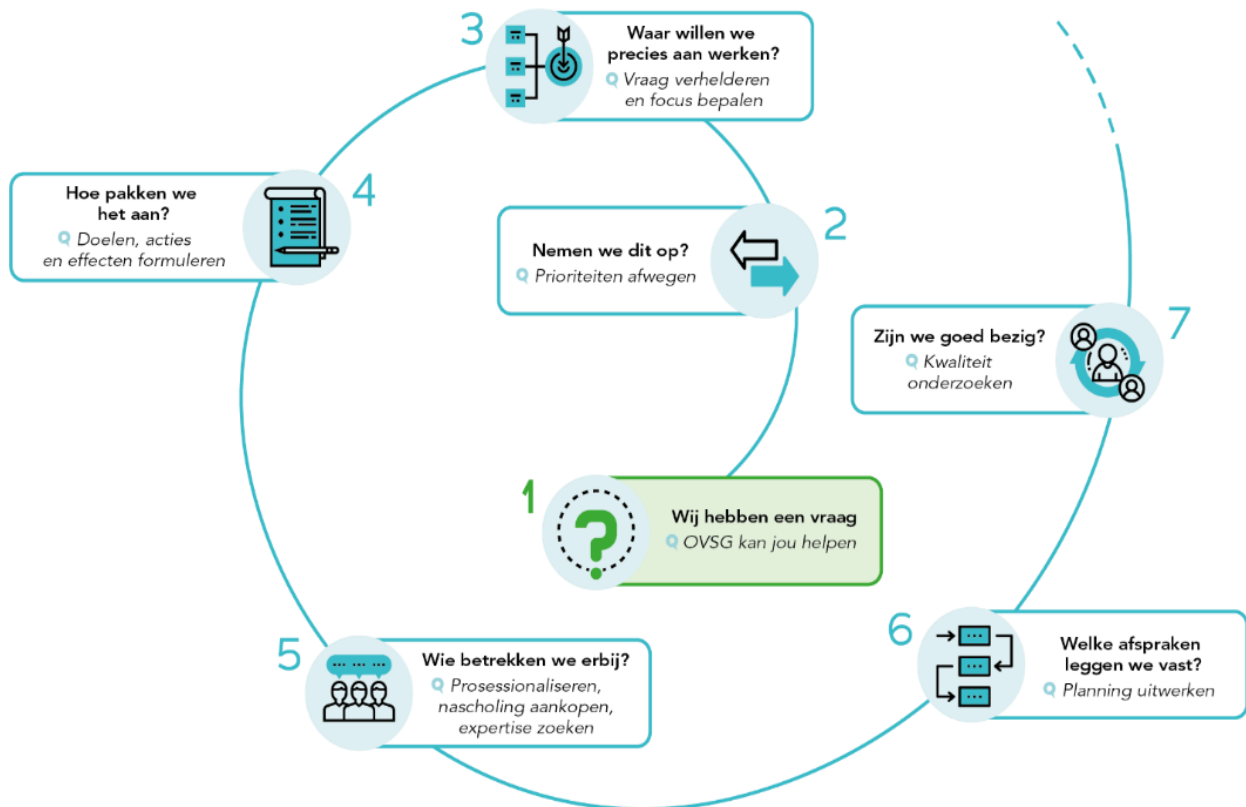 1
Wij hebben een vraag
OVSG kan jou helpen
2
Nemen we dit op?
Prioriteiten afwegen
3
Waar willen we
precies aan werken?
Vraag verhelderen
en focus bepalen
4
Hoe pakken we
het aan?
Doelen, acties
en effecten formuleren
5
Wie betrekken we erbij?
Prosessionaliseren,
nascholing aankopen,
expertise zoeken
6
Welke afspraken
leggen we vast?
Planning uitwerken
7
Zijn we goed bezig?
Kwaliteit
onderzoeken